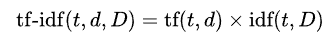 tf-idf(t, d, D) = tf(t, d) × idf(t, D)